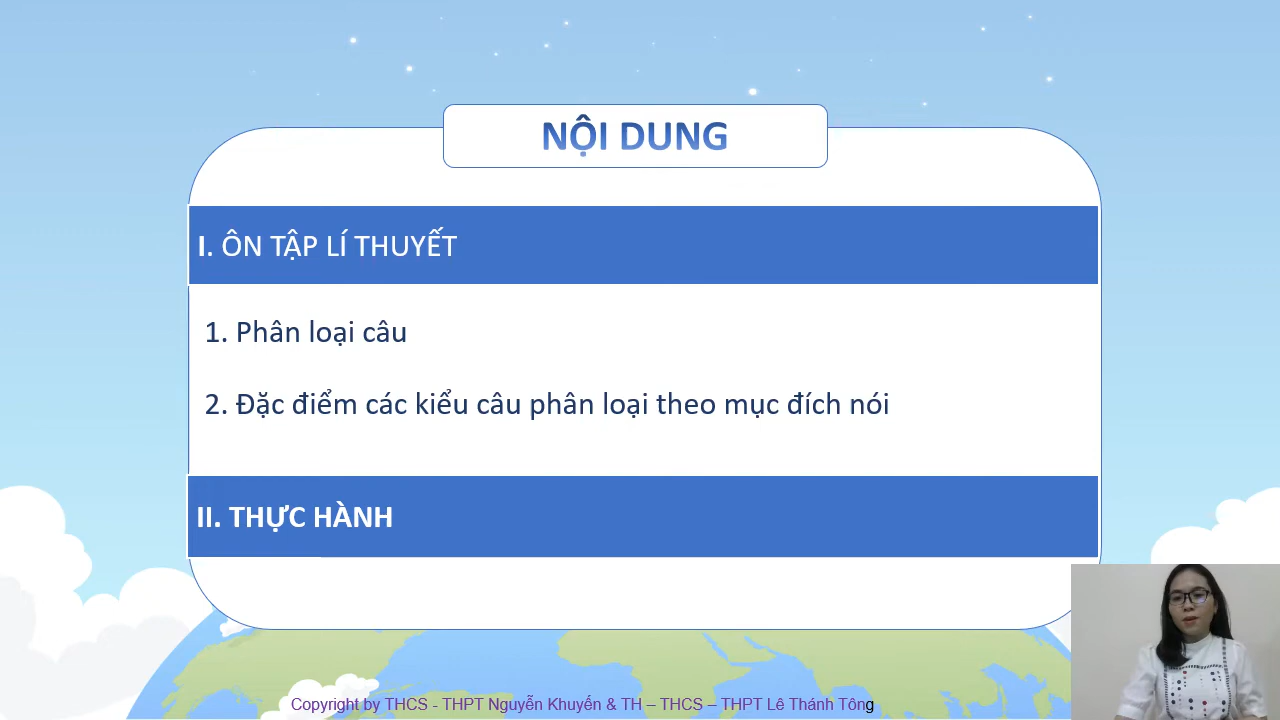 NỘI DUNG
I. ÔN TẬP LÍ THUYẾT
1. Phân loại câu
2. Đặc điểm các kiểu câu phân loại theo mục đích nói
II. THỰC HÀNH
Copyright by THCS - THPT Nguyễn Khuyến & TH – THCS – THPT Lê Thánh Tông